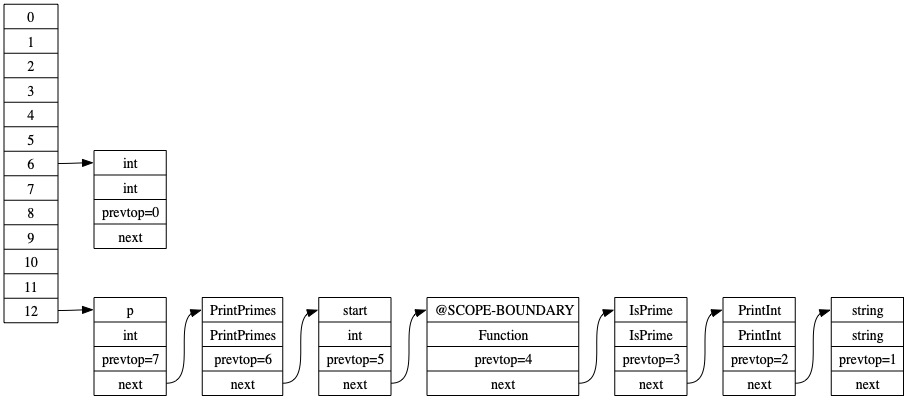 0
1
2
3
4
5
6
7
8
9
10
11
12
int
int
prevtop=0
next
p
int
prevtop=7
next
PrintPrimes
PrintPrimes
prevtop=6
next
start
int
prevtop=5
next
@SCOPE-BOUNDARY
Function
prevtop=4
next
IsPrime
IsPrime
prevtop=3
next
PrintInt
PrintInt
prevtop=2
next
string
string
prevtop=1
next